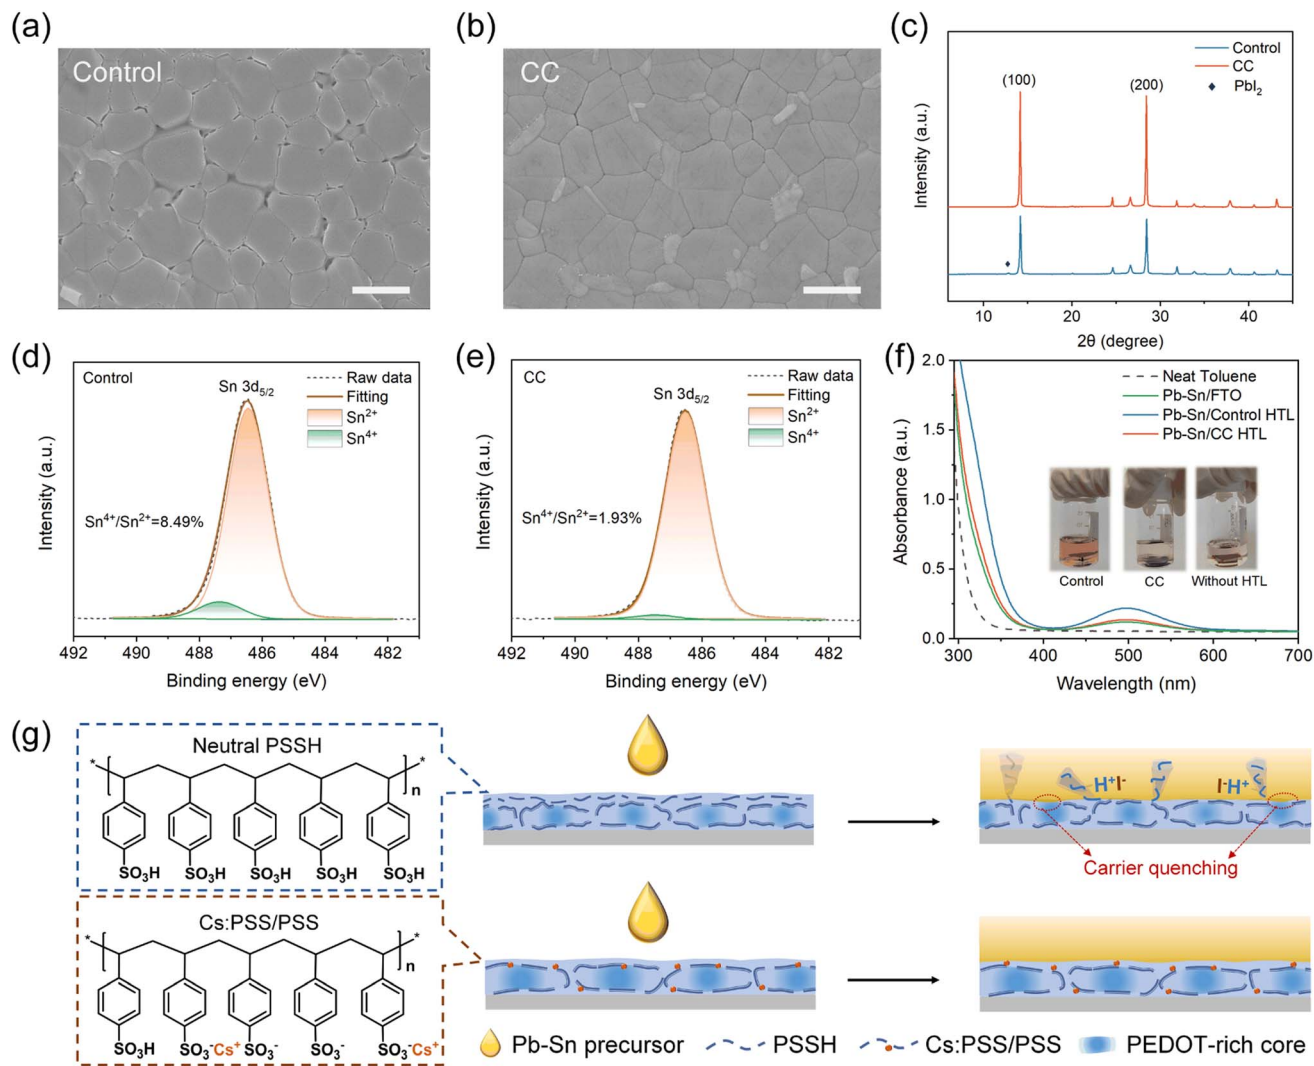 (a)
Control
(b)
CC
(c)
Control
CC
PbI₂
(100)
(200)
Intensity (a.u.)
10 20 30 40
2θ (degree)
(d)
Control
Sn 3d₅/₂
Raw data
Fitting
Sn²⁺
Sn⁴⁺
Sn⁴⁺/Sn²⁺=8.49%
Intensity (a.u.)
492 490 488 486 484 482
Binding energy (eV)
(e)
CC
Sn 3d₅/₂
Raw data
Fitting
Sn²⁺
Sn⁴⁺
Sn⁴⁺/Sn²⁺=1.93%
Intensity (a.u.)
492 490 488 486 484 482
Binding energy (eV)
(f)
2.0
1.5
1.0
0.5
0.0
Absorbance (a.u.)
Neat Toluene
Pb-Sn/FTO
Pb-Sn/Control HTL
Pb-Sn/CC HTL
Control CC Without HTL
300 400 500 600 700
Wavelength (nm)
(g)
Neutral PSSH
* * n
SO₃H SO₃H SO₃H SO₃H SO₃H
H⁺I⁻ I⁻H⁺
Carrier quenching
Cs:PSS/PSS
* * n
SO₃H SO₃⁻Cs⁺ SO₃⁻ SO₃⁻ SO₃⁻Cs⁺
Pb-Sn precursor PSSH Cs:PSS/PSS PEDOT-rich core